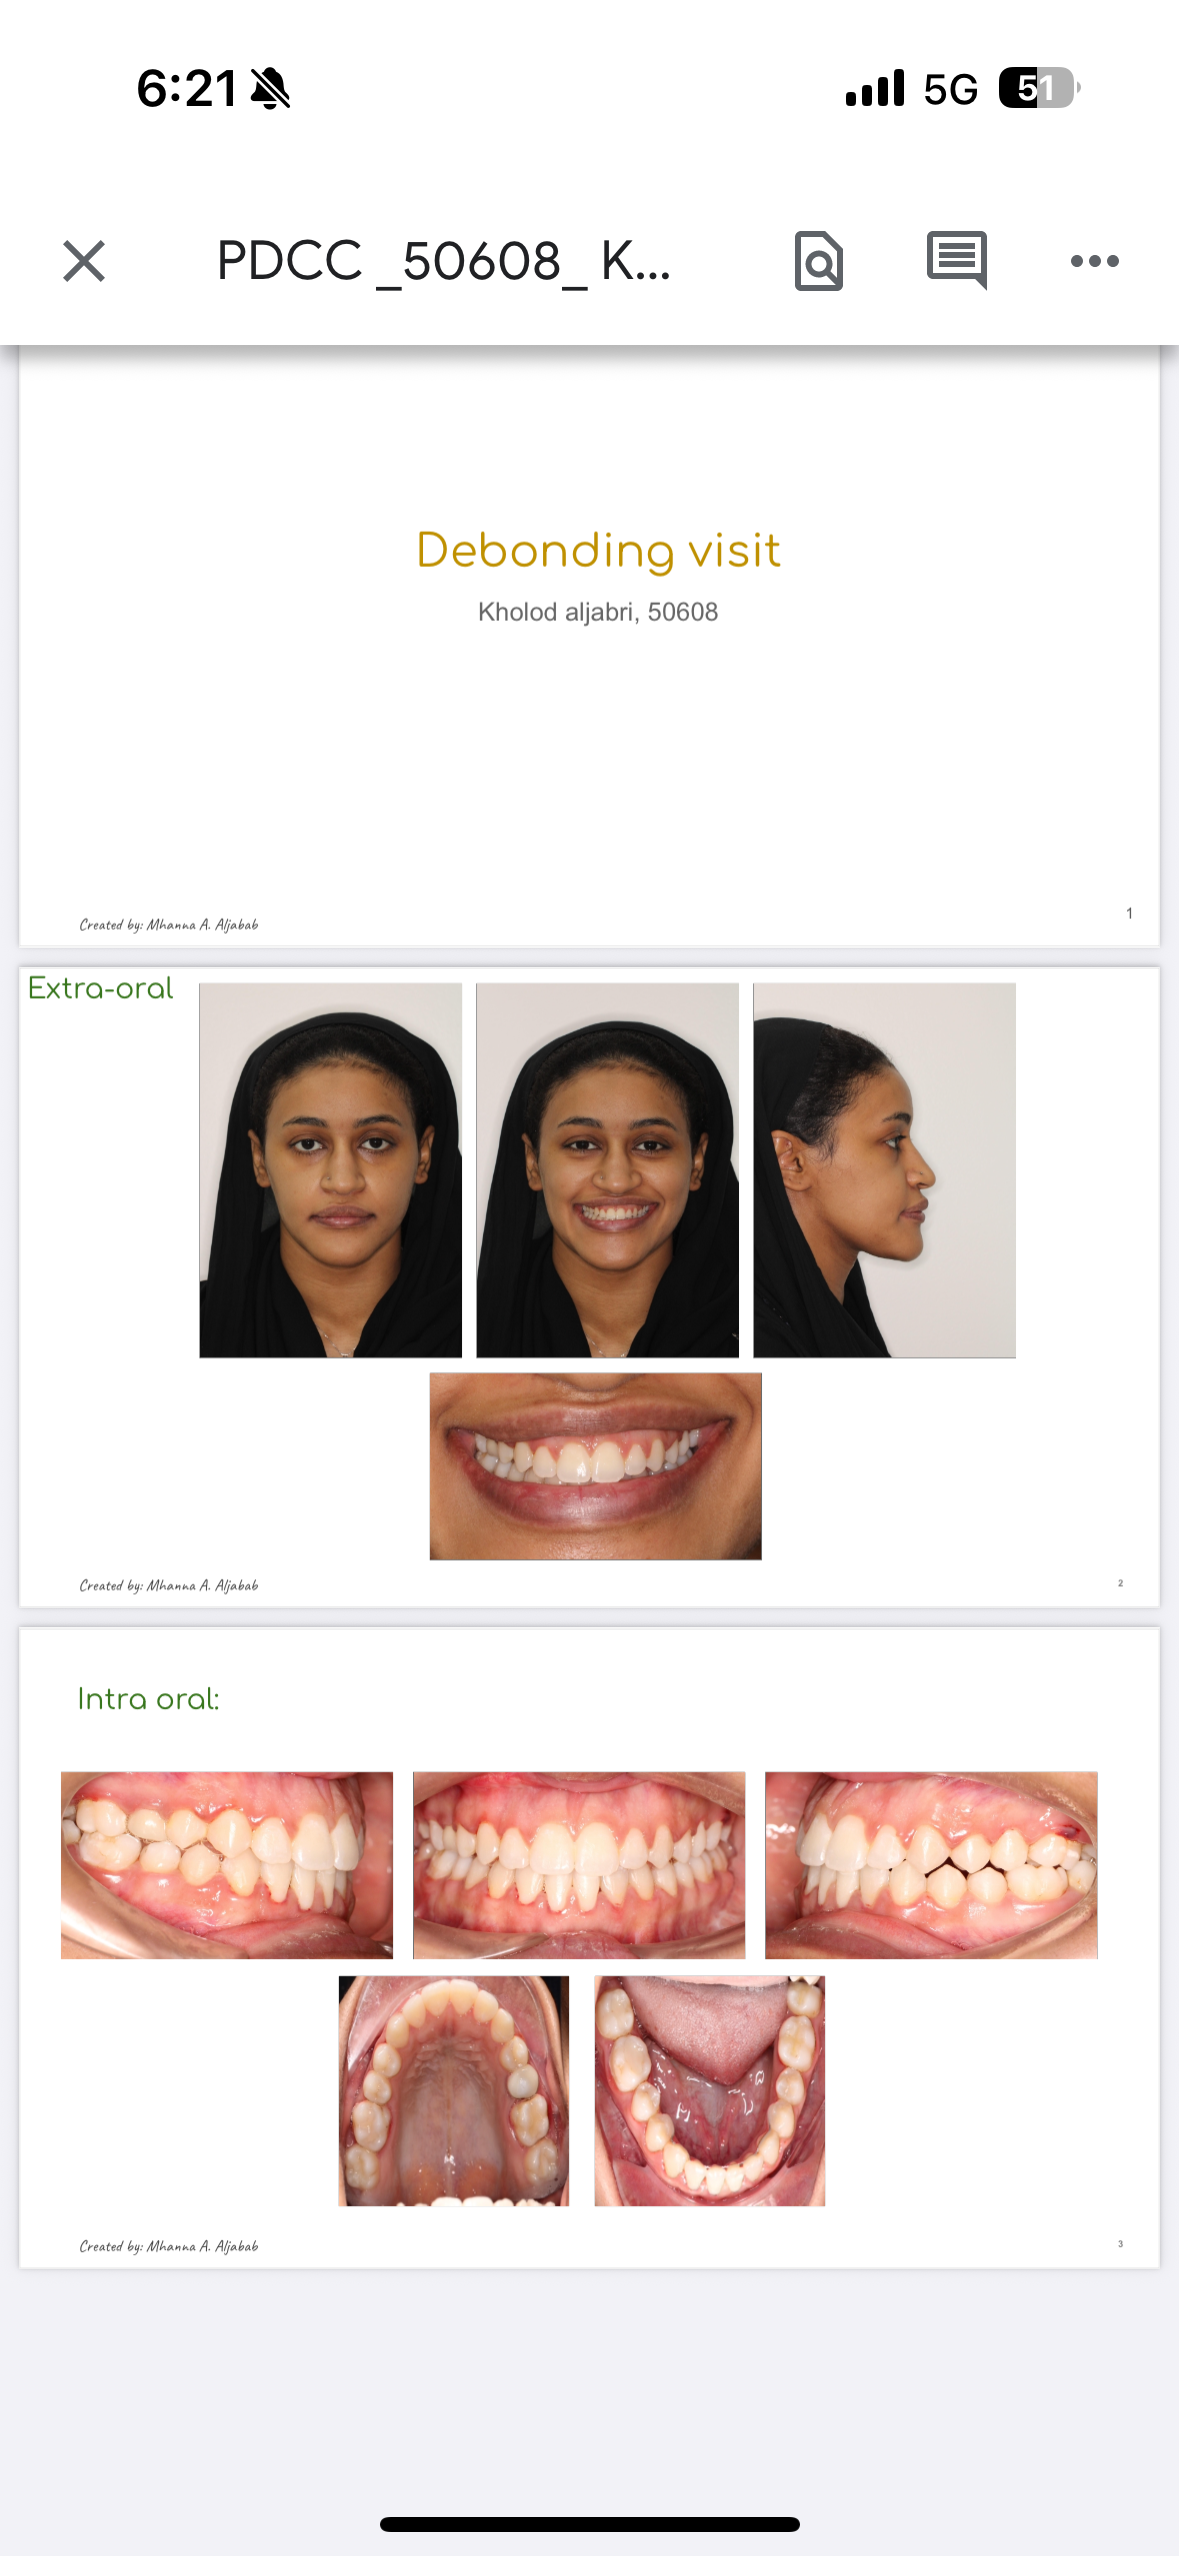 6:21
5G
51
PDCC _50608_ K...
Debonding visit
Kholod aljabri, 50608
Created by: Mhanna A. Aljabab
1
Extra-oral
Created by: Mhanna A. Aljabab
2
Intra oral:
Created by: Mhanna A. Aljabab
3